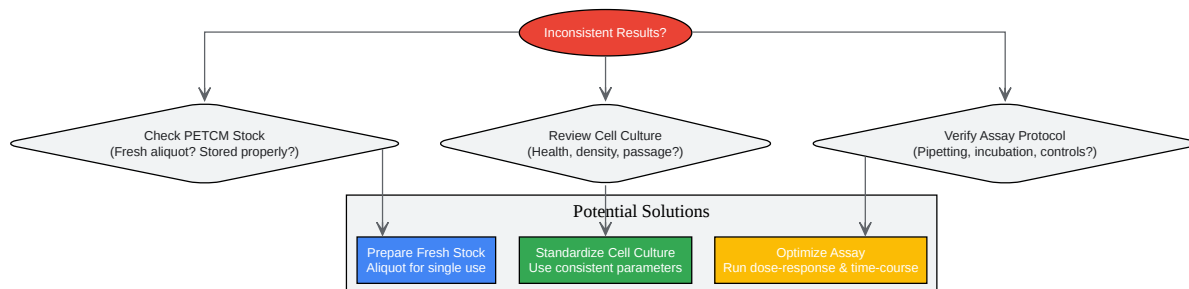 Inconsistent Results?
Check PETCM Stock
(Fresh aliquot? Stored properly?)
Review Cell Culture
(Health, density, passage?)
Verify Assay Protocol
(Pipetting, incubation, controls?)
Potential Solutions
Prepare Fresh Stock
Aliquot for single use
Standardize Cell Culture
Use consistent parameters
Optimize Assay
Run dose-response & time-course